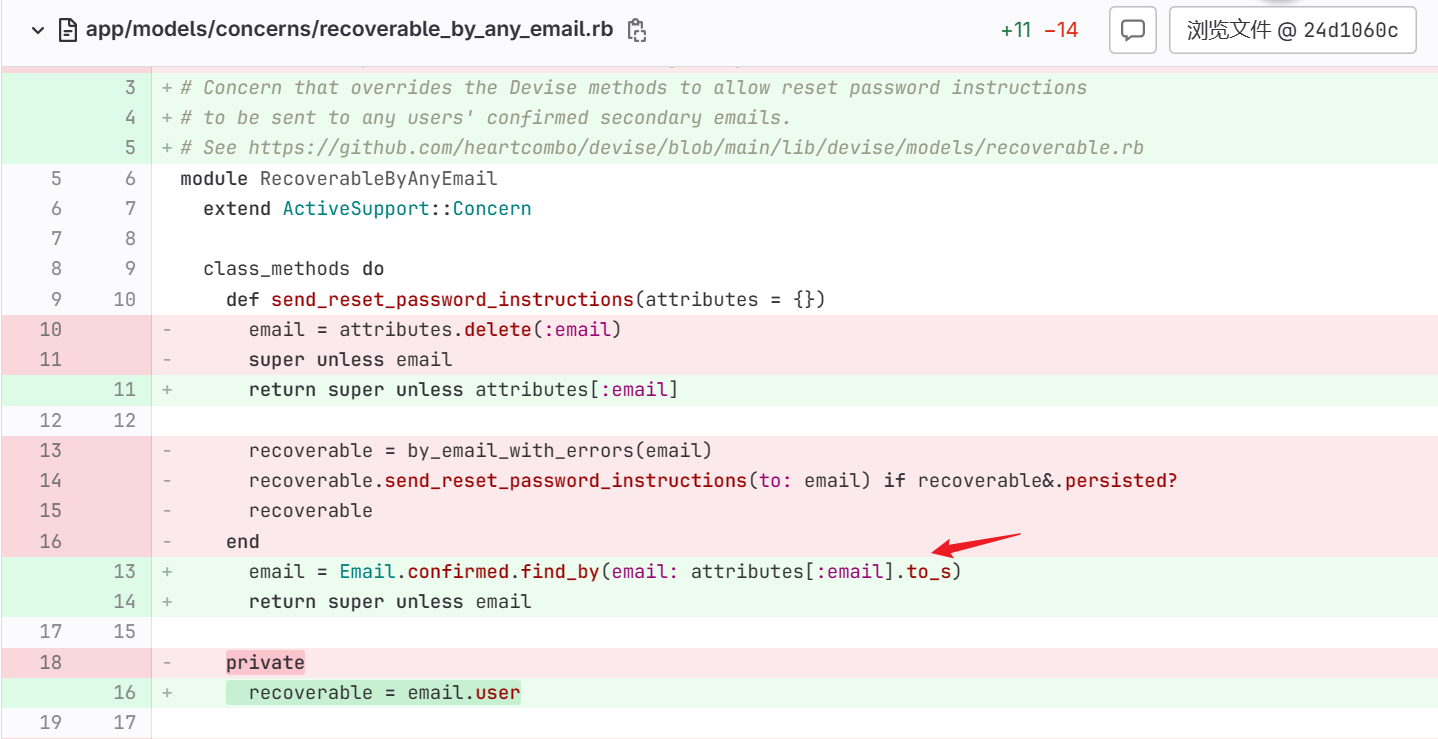 app/models/concerns/recoverable_by_any_email.rb +11 −14 浏览文件 @ 24d1060c
3 + # Concern that overrides the Devise methods to allow reset password instructions
4 + # to be sent to any users' confirmed secondary emails.
5 + # See https://github.com/heartcombo/devise/blob/main/lib/devise/models/recoverable.rb
5 6 module RecoverableByAnyEmail
6 7 extend ActiveSupport::Concern
7 8
8 9 class_methods do
9 10 def send_reset_password_instructions(attributes = {})
10 - email = attributes.delete(:email)
11 - super unless email
11 + return super unless attributes[:email]
12 12
13 - recoverable = by_email_with_errors(email)
14 - recoverable.send_reset_password_instructions(to: email) if recoverable&.persisted?
15 - recoverable
16 - end
13 + email = Email.confirmed.find_by(email: attributes[:email].to_s)
14 + return super unless email
17 15
18 - private
16 + recoverable = email.user
19 17